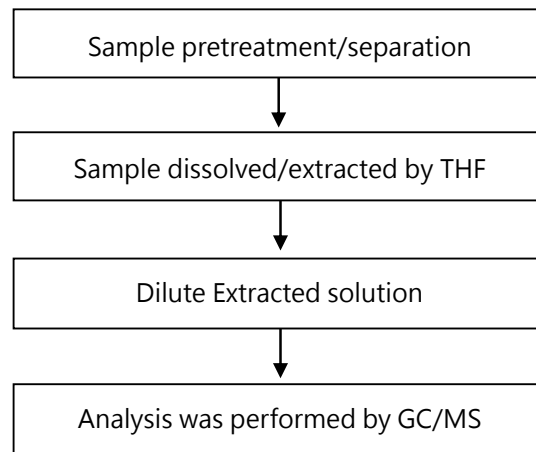 Sample pretreatment/separation
Sample dissolved/extracted by THF
Dilute Extracted solution
Analysis was performed by GC/MS